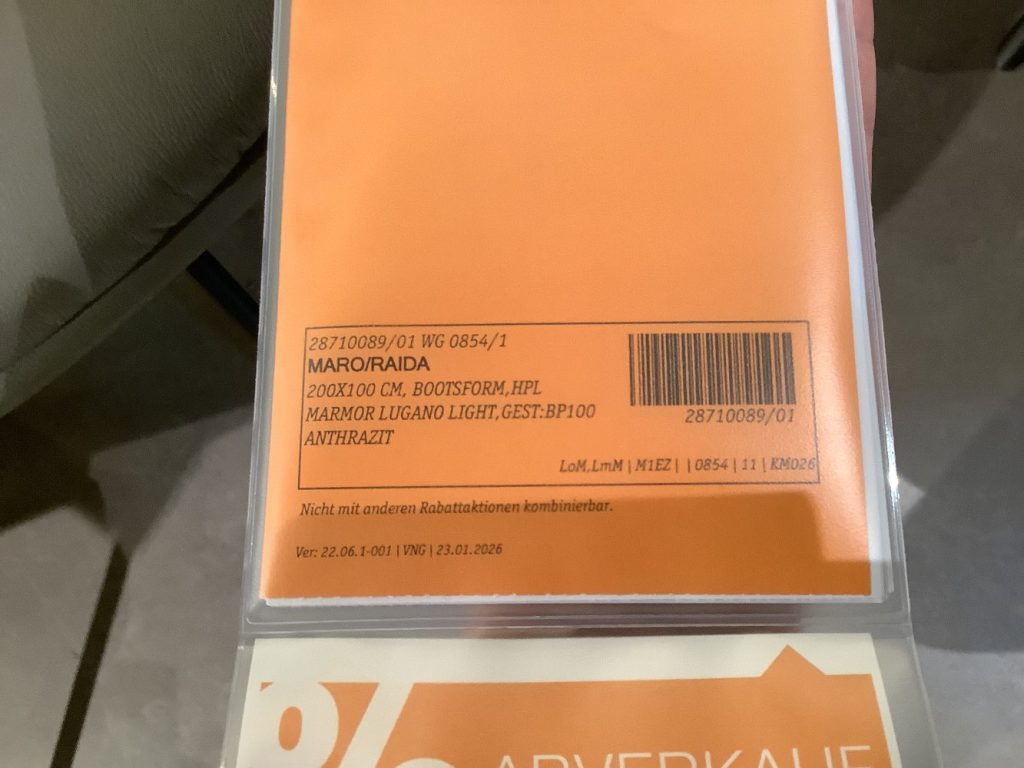 28710089/01 WG 0854/1
MARO/RAIDA
200X100 CM, BOOTSFORM,HPL
MARMOR LUGANO LIGHT,GEST:BP100
ANTHRAZIT
28710089/01
LoM,LmM | M1EZ | | 0854 | 11 | KM026
Nicht mit anderen Rabattaktionen kombinierbar.
Ver: 22.06.1-001 | VNG | 23.01.2026
% ABVERKAUF